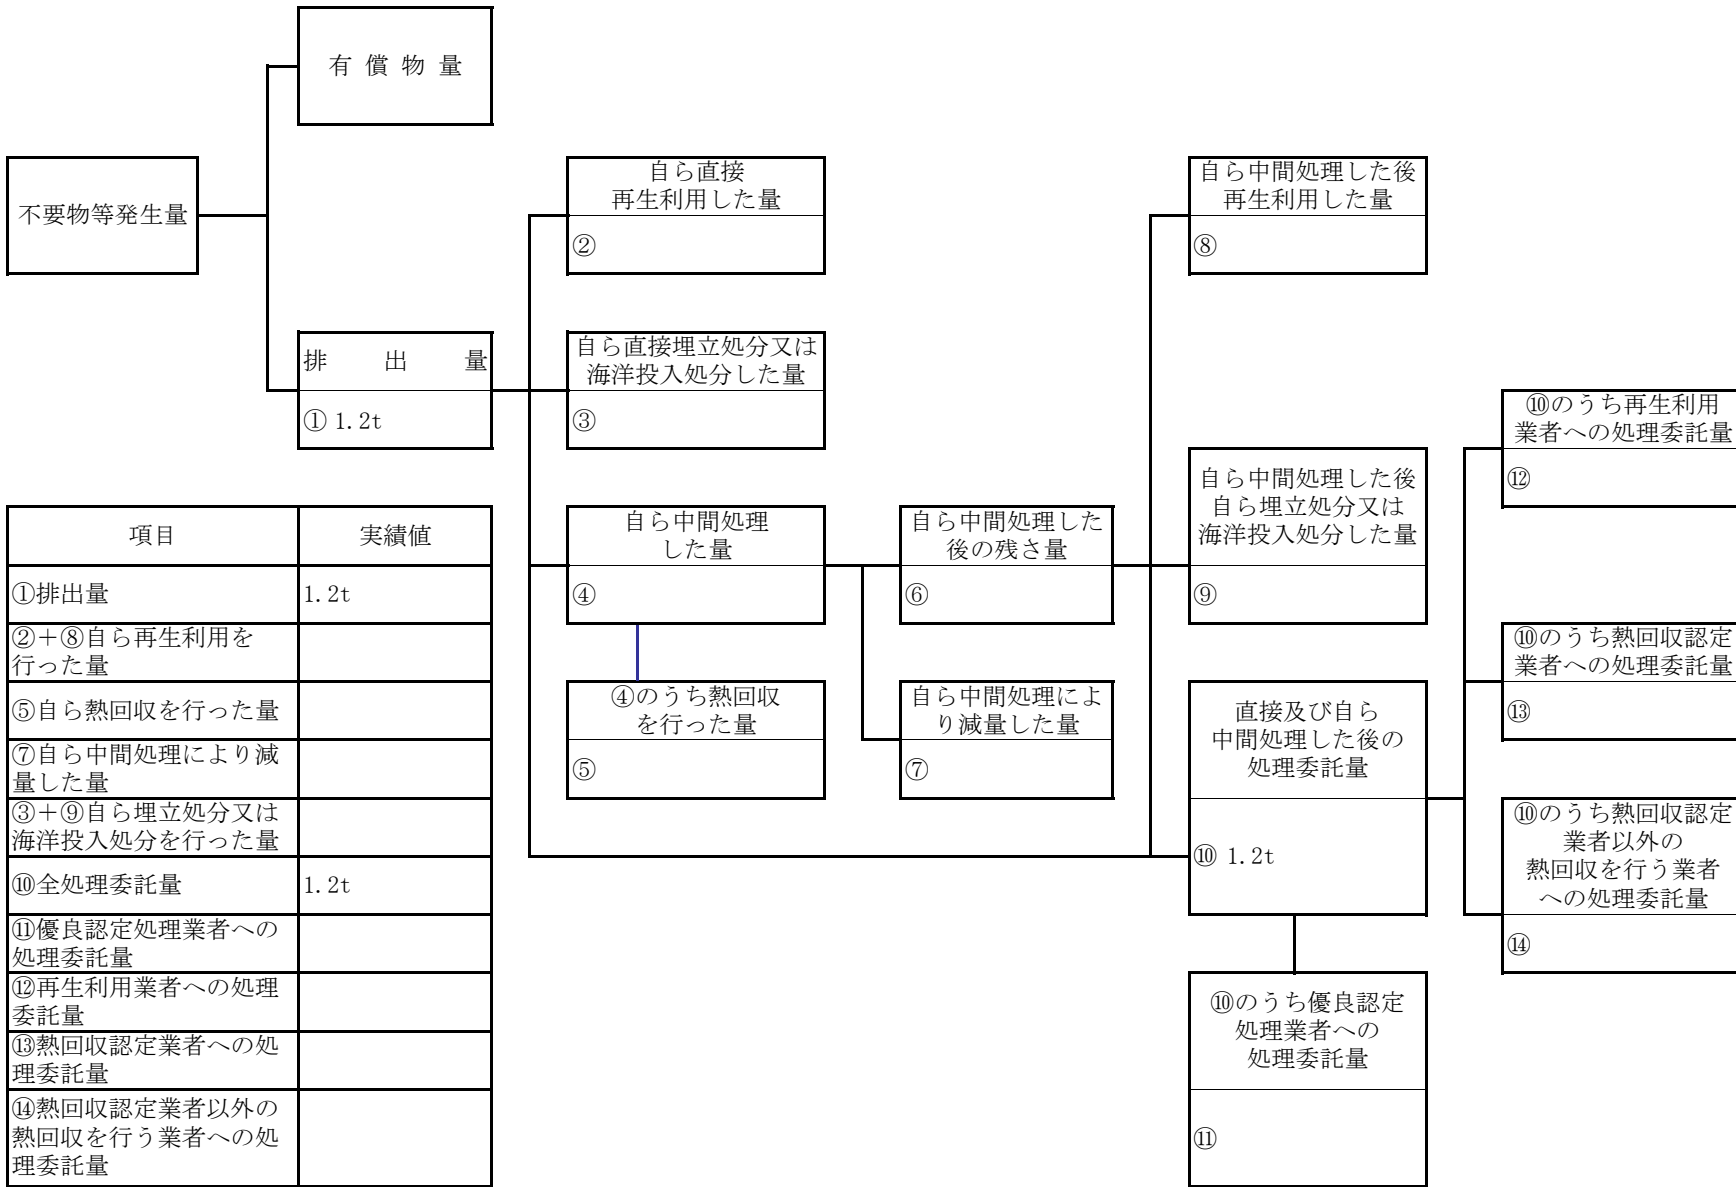 有 償 物 量
不要物等発生量
自ら直接
再生利用した量
②
自ら中間処理した後
再生利用した量
⑧
排 出 量
① 1.2t
自ら直接埋立処分又は
海洋投入処分した量
③
⑩のうち再生利用
業者への処理委託量
⑫
自ら中間処理した後
自ら埋立処分又は
海洋投入処分した量
⑨
自ら中間処理
した量
④
自ら中間処理した
後の残さ量
⑥
④のうち熱回収
を行った量
⑤
自ら中間処理によ
り減量した量
⑦
⑩のうち熱回収認定
業者への処理委託量
⑬
直接及び自ら
中間処理した後の
処理委託量
⑩ 1.2t
⑩のうち熱回収認定
業者以外の
熱回収を行う業者
への処理委託量
⑭
⑩のうち優良認定
処理業者への
処理委託量
⑪
項目 実績値
①排出量 1.2t
②＋⑧自ら再生利用を
行った量
⑤自ら熱回収を行った量
⑦自ら中間処理により減
量した量
③＋⑨自ら埋立処分又は
海洋投入処分を行った量
⑩全処理委託量 1.2t
⑪優良認定処理業者への
処理委託量
⑫再生利用業者への処理
委託量
⑬熱回収認定業者への処
理委託量
⑭熱回収認定業者以外の
熱回収を行う業者への処
理委託量